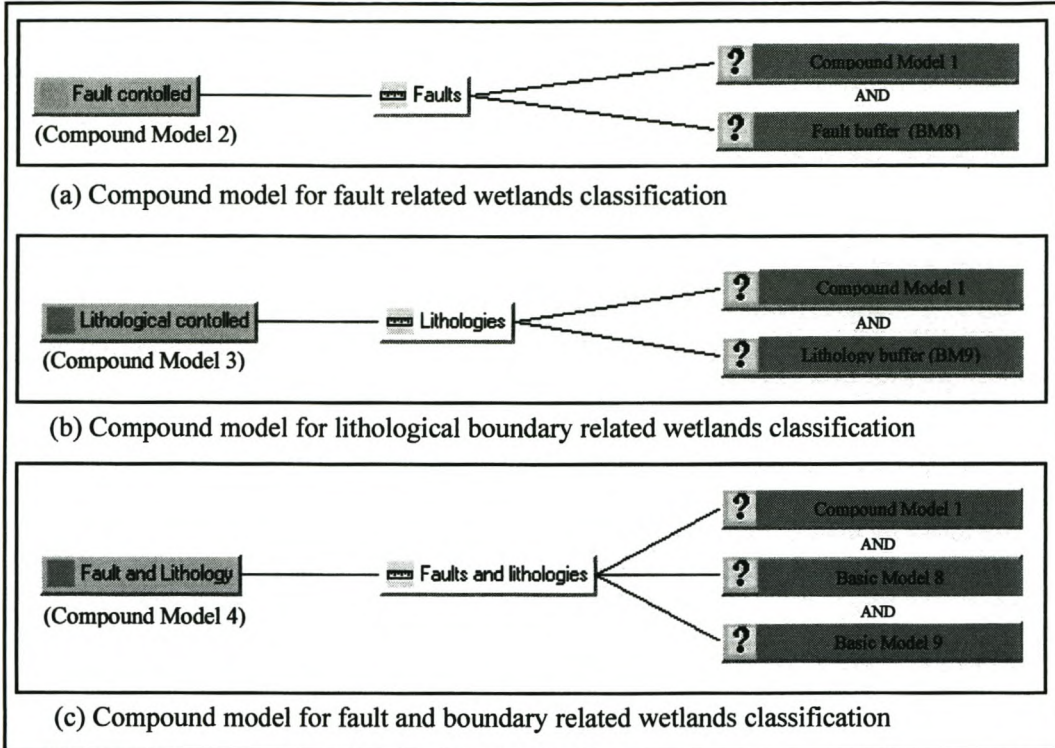 Fault contolled
(Compound Model 2)
Faults
? Compound Model 1
AND
? Fault buffer (BM8)
(a) Compound model for fault related wetlands classification
Lithological contolled
(Compound Model 3)
Lithologies
? Compound Model 1
AND
? Lithology buffer (BM9)
(b) Compound model for lithological boundary related wetlands classification
Fault and Lithology
(Compound Model 4)
Faults and lithologies
? Compound Model 1
AND
? Basic Model 8
AND
? Basic Model 9
(c) Compound model for fault and boundary related wetlands classification